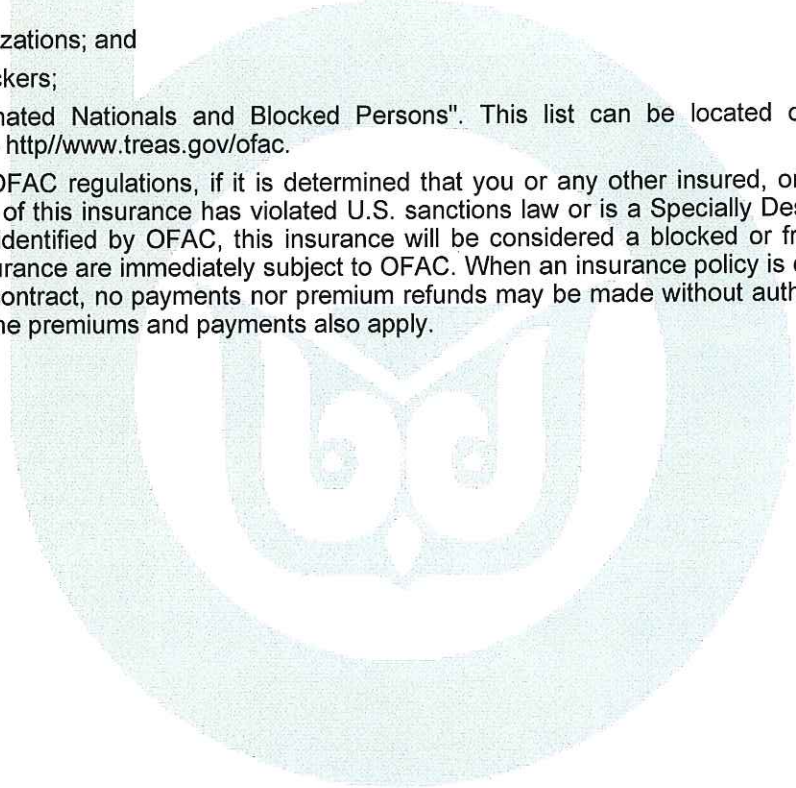 zations; and
ckers;
nated Nationals and Blocked Persons". This list can be located o
http//www.treas.gov/ofac.
OFAC regulations, if it is determined that you or any other insured, or
of this insurance has violated U.S. sanctions law or is a Specially Des
identified by OFAC, this insurance will be considered a blocked or fr
urance are immediately subject to OFAC. When an insurance policy is c
contract, no payments nor premium refunds may be made without auth
he premiums and payments also apply.